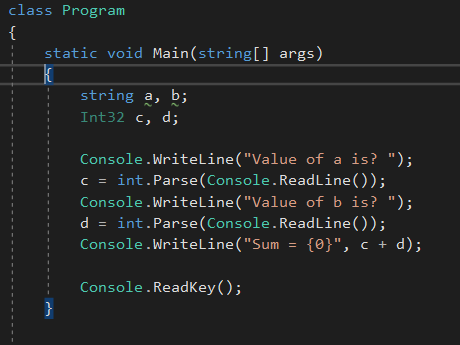 class Program
{
static void Main(string[] args)
{
string a, b;
Int32 c, d;
Console.WriteLine("Value of a is? ");
c = int.Parse(Console.ReadLine());
Console.WriteLine("Value of b is? ");
d = int.Parse(Console.ReadLine());
Console.WriteLine("Sum = {0}", c + d);
Console.ReadKey();
}